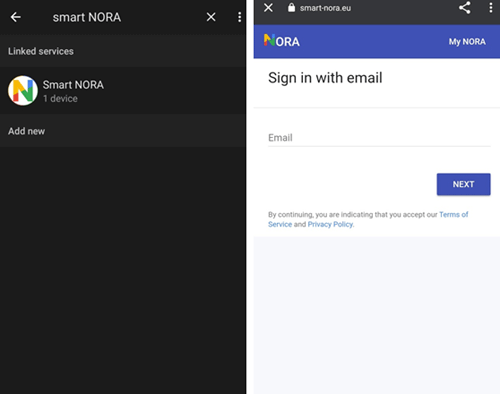 smart NORA
Linked services
Smart NORA
1 device
Add new
smart-nora.eu
NORA
My NORA
Sign in with email
Email
NEXT
By continuing, you are indicating that you accept our Terms of
Service and Privacy Policy.